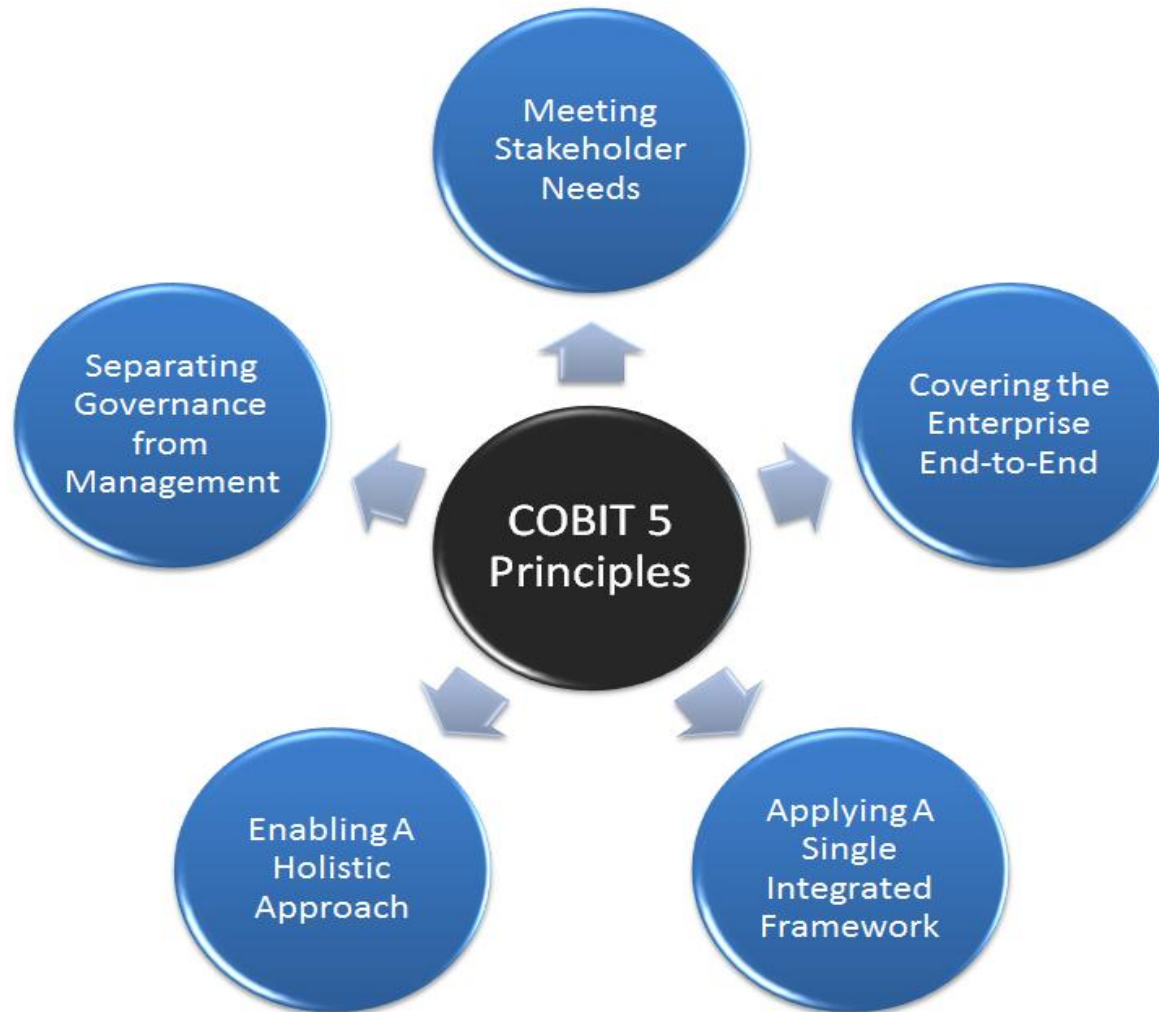 Meeting
Stakeholder
Needs
Separating
Governance
from
Management
Covering the
Enterprise
End-to-End
COBIT 5
Principles
Enabling A
Holistic
Approach
Applying A
Single
Integrated
Framework